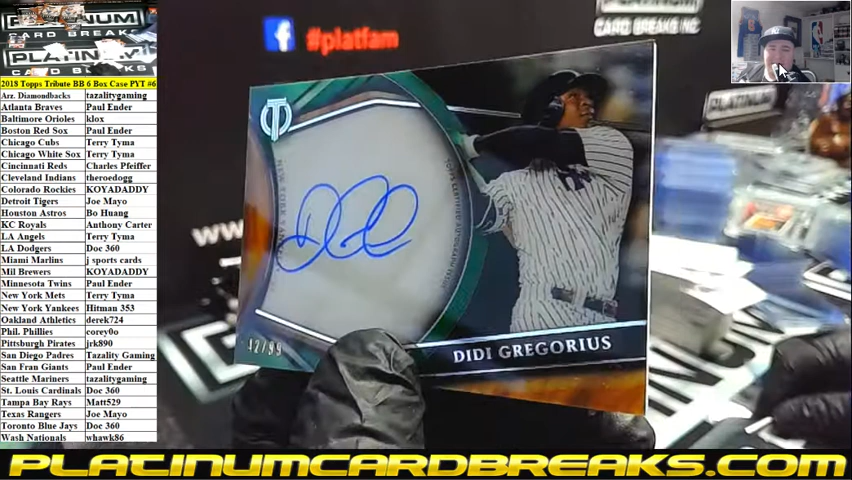 PLATINUM
CARD BREAKS
PLATINUM
2018 Topps Tribute BB 6 Box Case PYT #6
Arz. Diamondbacks tazalitygaming
Atlanta Braves Paul Ender
Baltimore Orioles klox
Boston Red Sox Paul Ender
Chicago Cubs Terry Tyma
Chicago White Sox Terry Tyma
Cincinnati Reds Charles Pfeiffer
Cleveland Indians theroedogg
Colorado Rockies KOYADADDY
Detroit Tigers Joe Mayo
Houston Astros Bo Huang
KC Royals Anthony Carter
LA Angels Terry Tyma
LA Dodgers Doc 360
Miami Marlins j sports cards
Mil Brewers KOYADADDY
Minnesota Twins Paul Ender
New York Mets Terry Tyma
New York Yankees Hitman 353
Oakland Athletics derek724
Phil. Phillies corey0o
Pittsburgh Pirates jrk890
San Diego Padres Tazality Gaming
San Fran Giants Paul Ender
Seattle Mariners tazalitygaming
St. Louis Cardinals Doc 360
Tampa Bay Rays Matt529
Texas Rangers Joe Mayo
Toronto Blue Jays Doc 360
Wash Nationals whawk86
f #platfam
PLATINUM
CARD BREAKS INC
www
NY
42/99
DIDI GREGORIUS
PLATINUMCARDBREAKS.COM